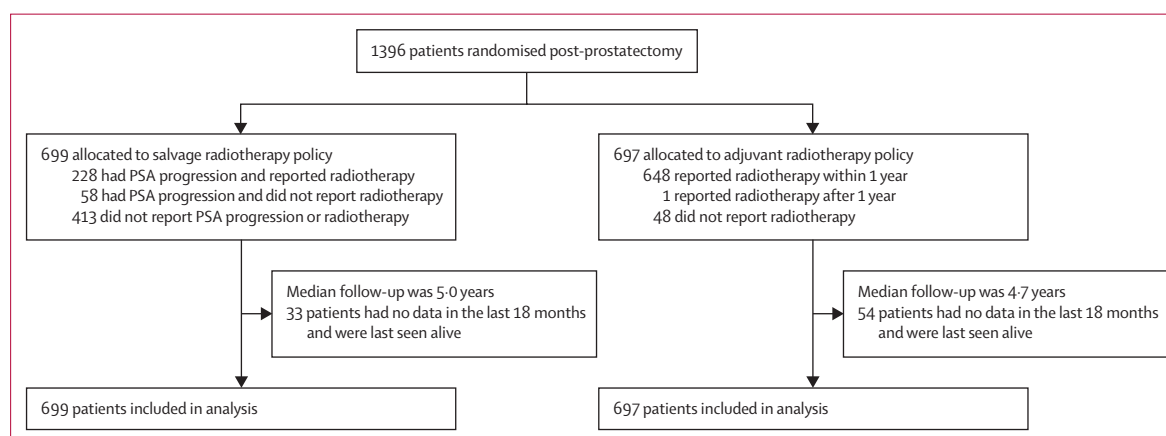 1396 patients randomised post-prostatectomy
699 allocated to salvage radiotherapy policy
228 had PSA progression and reported radiotherapy
58 had PSA progression and did not report radiotherapy
413 did not report PSA progression or radiotherapy
697 allocated to adjuvant radiotherapy policy
648 reported radiotherapy within 1 year
1 reported radiotherapy after 1 year
48 did not report radiotherapy
Median follow-up was 5·0 years
33 patients had no data in the last 18 months
and were last seen alive
Median follow-up was 4·7 years
54 patients had no data in the last 18 months
and were last seen alive
699 patients included in analysis
697 patients included in analysis